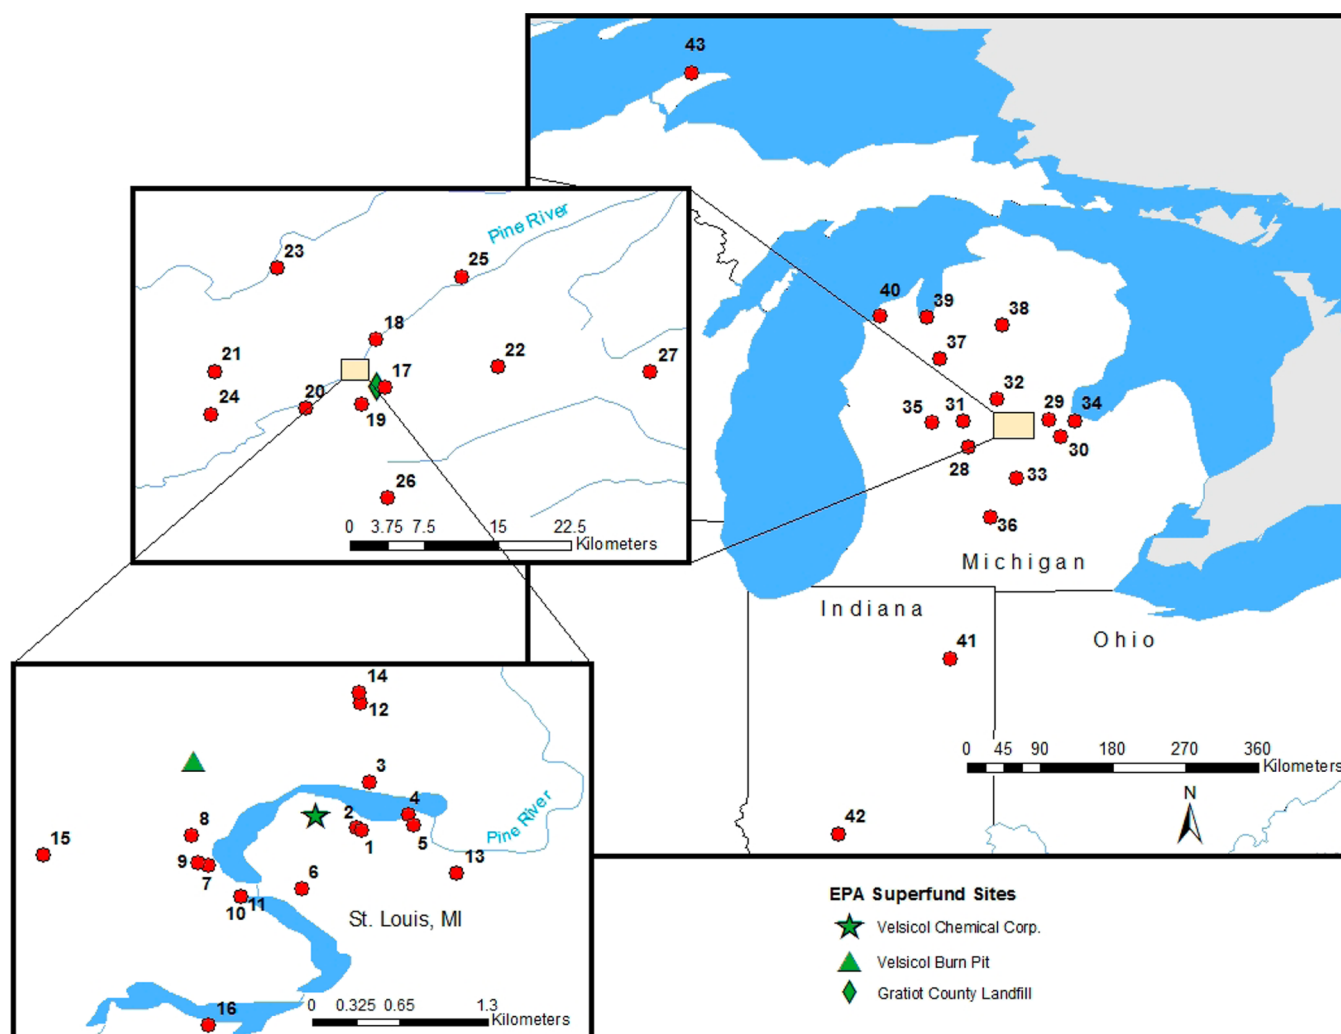 43
Pine River
23
25
18
21
22
27
17
24
20
19
26
0 3.75 7.5 15 22.5
Kilometers
40
39
38
37
32
35
31
29
34
28
30
33
36
Michigan
Indiana
Ohio
41
42
0 45 90 180 270 360
Kilometers
N
14
12
3
4
2
1
5
Pine River
8
15
9
7
6
13
10
11
St. Louis, MI
16
0 0.325 0.65 1.3
Kilometers
EPA Superfund Sites
Velsicol Chemical Corp.
Velsicol Burn Pit
Gratiot County Landfill